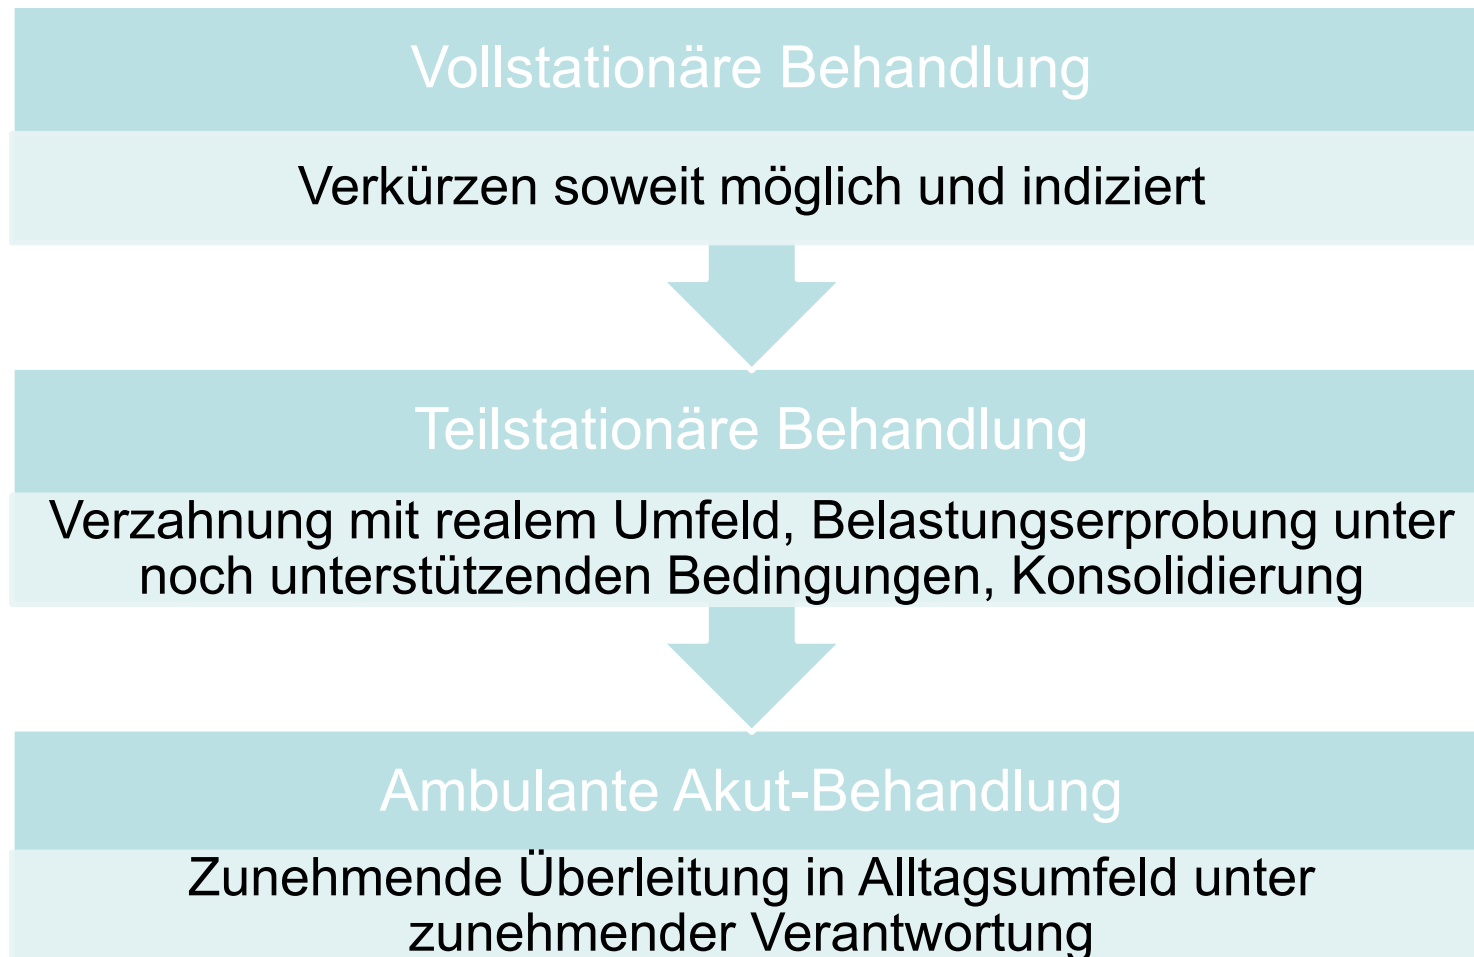 Vollstationäre Behandlung
Verkürzen soweit möglich und indiziert
Teilstationäre Behandlung
Verzahnung mit realem Umfeld, Belastungserprobung unter
noch unterstützenden Bedingungen, Konsolidierung
Ambulante Akut-Behandlung
Zunehmende Überleitung in Alltagsumfeld unter
zunehmender Verantwortung